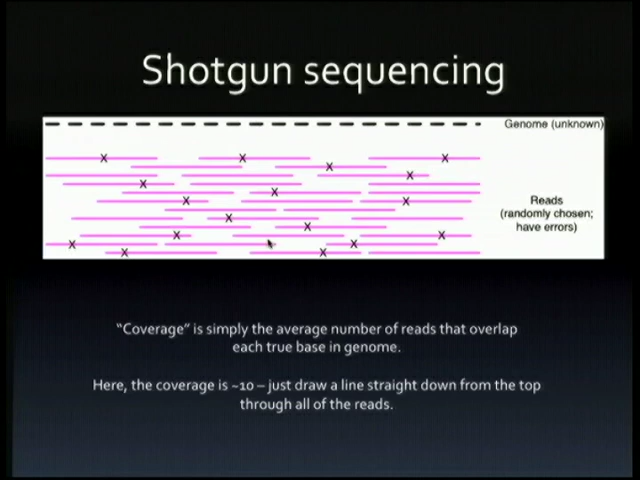 Shotgun sequencing
Genome (unknown)
X X X
X
X
X
X
X X
X
X
X X
X X
X X
Reads
(randomly chosen;
have errors)
"Coverage" is simply the average number of reads that overlap
each true base in genome.
Here, the coverage is ~10 – just draw a line straight down from the top
through all of the reads.